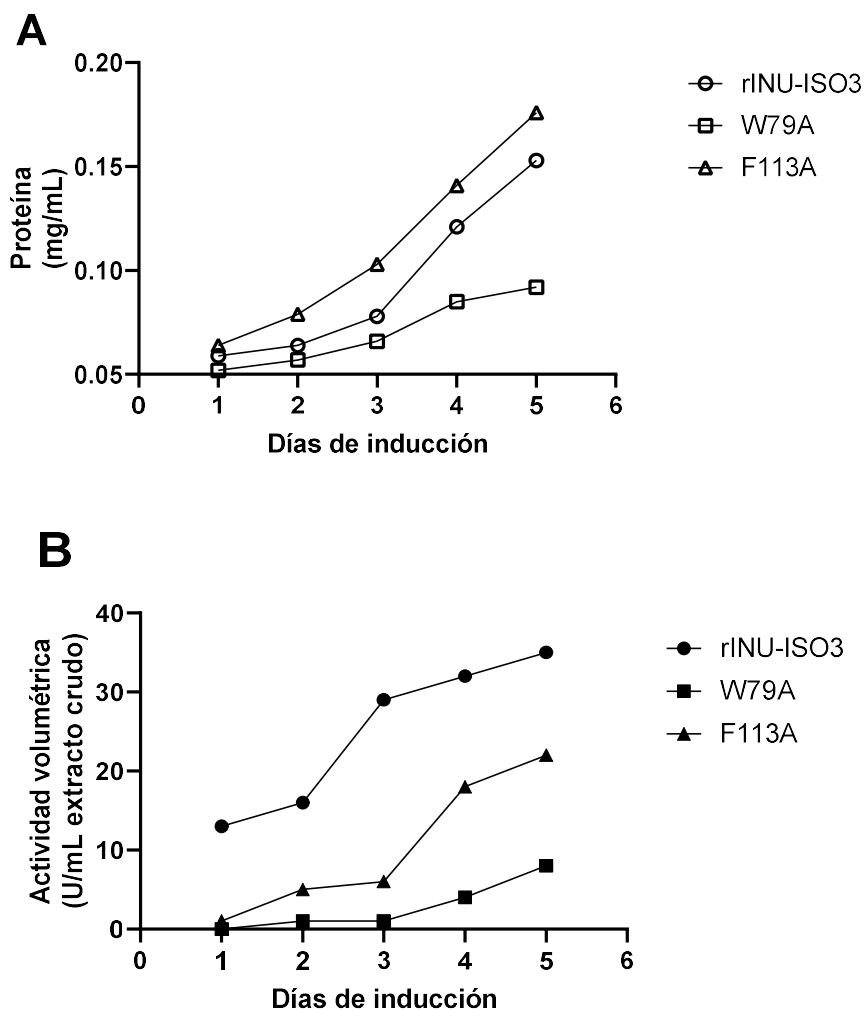 A
0.20
0.15
0.10
0.05
Proteína
(mg/mL)
0 1 2 3 4 5 6
Días de inducción
rINU-ISO3
W79A
F113A
B
40
30
20
10
0
Actividad volumétrica
(U/mL extracto crudo)
0 1 2 3 4 5 6
Días de inducción
rINU-ISO3
W79A
F113A